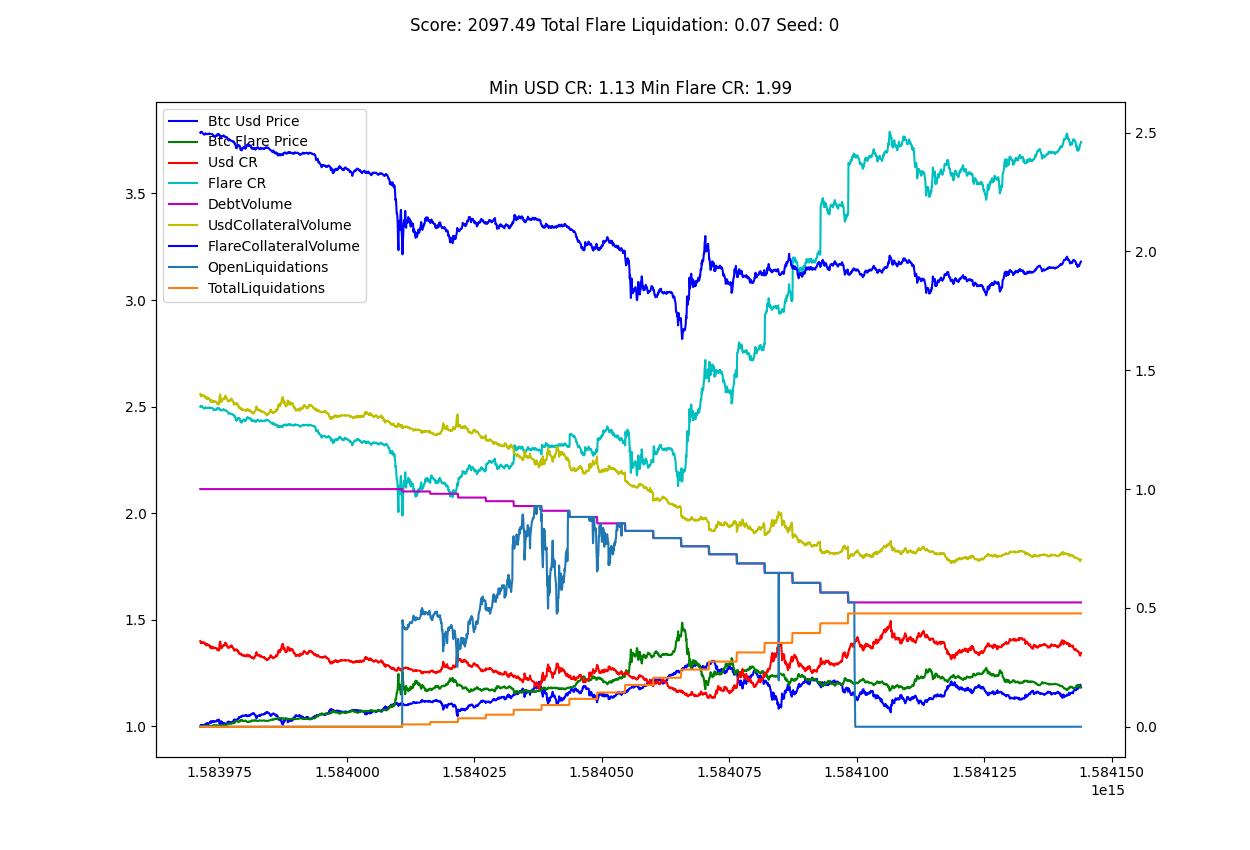 Score: 2097.49 Total Flare Liquidation: 0.07 Seed: 0
Min USD CR: 1.13 Min Flare CR: 1.99
Btc Usd Price
Btc Flare Price
Usd CR
Flare CR
DebtVolume
UsdCollateralVolume
FlareCollateralVolume
OpenLiquidations
TotalLiquidations
3.5
3.0
2.5
2.0
1.5
1.0
2.5
2.0
1.5
1.0
0.5
0.0
1.583975 1.584000 1.584025 1.584050 1.584075 1.584100 1.584125 1.584150
1e15